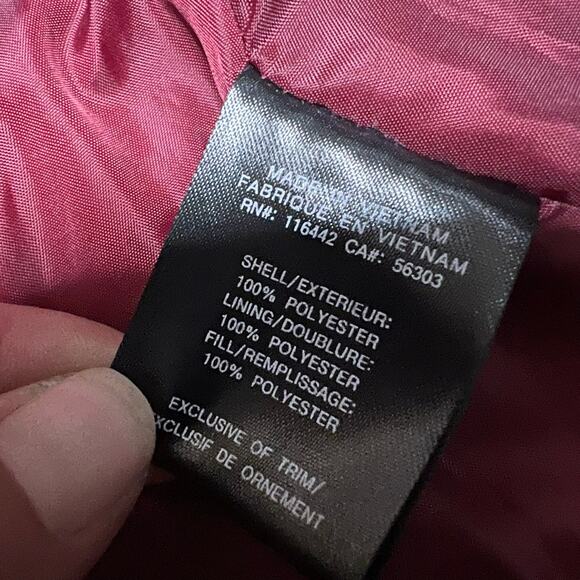 MADE IN VIETNAM
FABRIQUE EN VIETNAM
RN#: 116442 CA#: 56303
SHELL/EXTERIEUR:
100% POLYESTER
LINING/DOUBLURE:
100% POLYESTER
FILL/REMPLISSAGE:
100% POLYESTER
EXCLUSIVE OF TRIM/
EXCLUSIF DE ORNEMENT